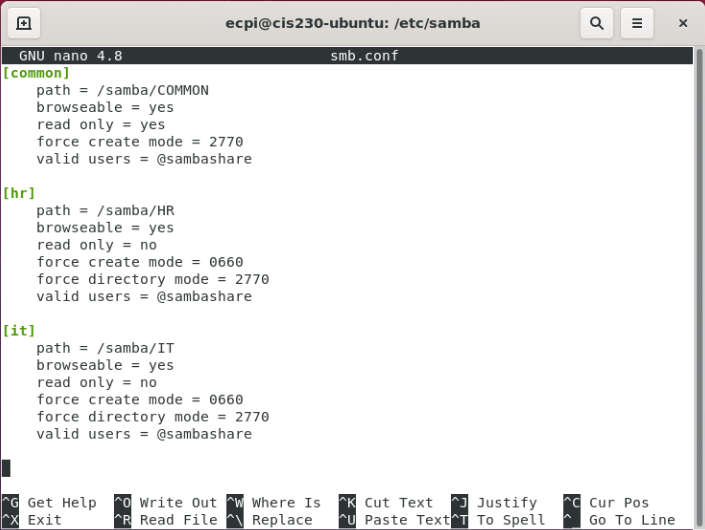 ecpi@cis230-ubuntu: /etc/samba
GNU nano 4.8 smb.conf
[common]
path = /samba/COMMON
browseable = yes
read only = yes
force create mode = 2770
valid users = @sambashare
[hr]
path = /samba/HR
browseable = yes
read only = no
force create mode = 0660
force directory mode = 2770
valid users = @sambashare
[it]
path = /samba/IT
browseable = yes
read only = no
force create mode = 0660
force directory mode = 2770
valid users = @sambashare
^G Get Help ^O Write Out ^W Where Is ^K Cut Text ^J Justify ^C Cur Pos
^X Exit ^R Read File ^\ Replace ^U Paste Text ^T To Spell ^_ Go To Line